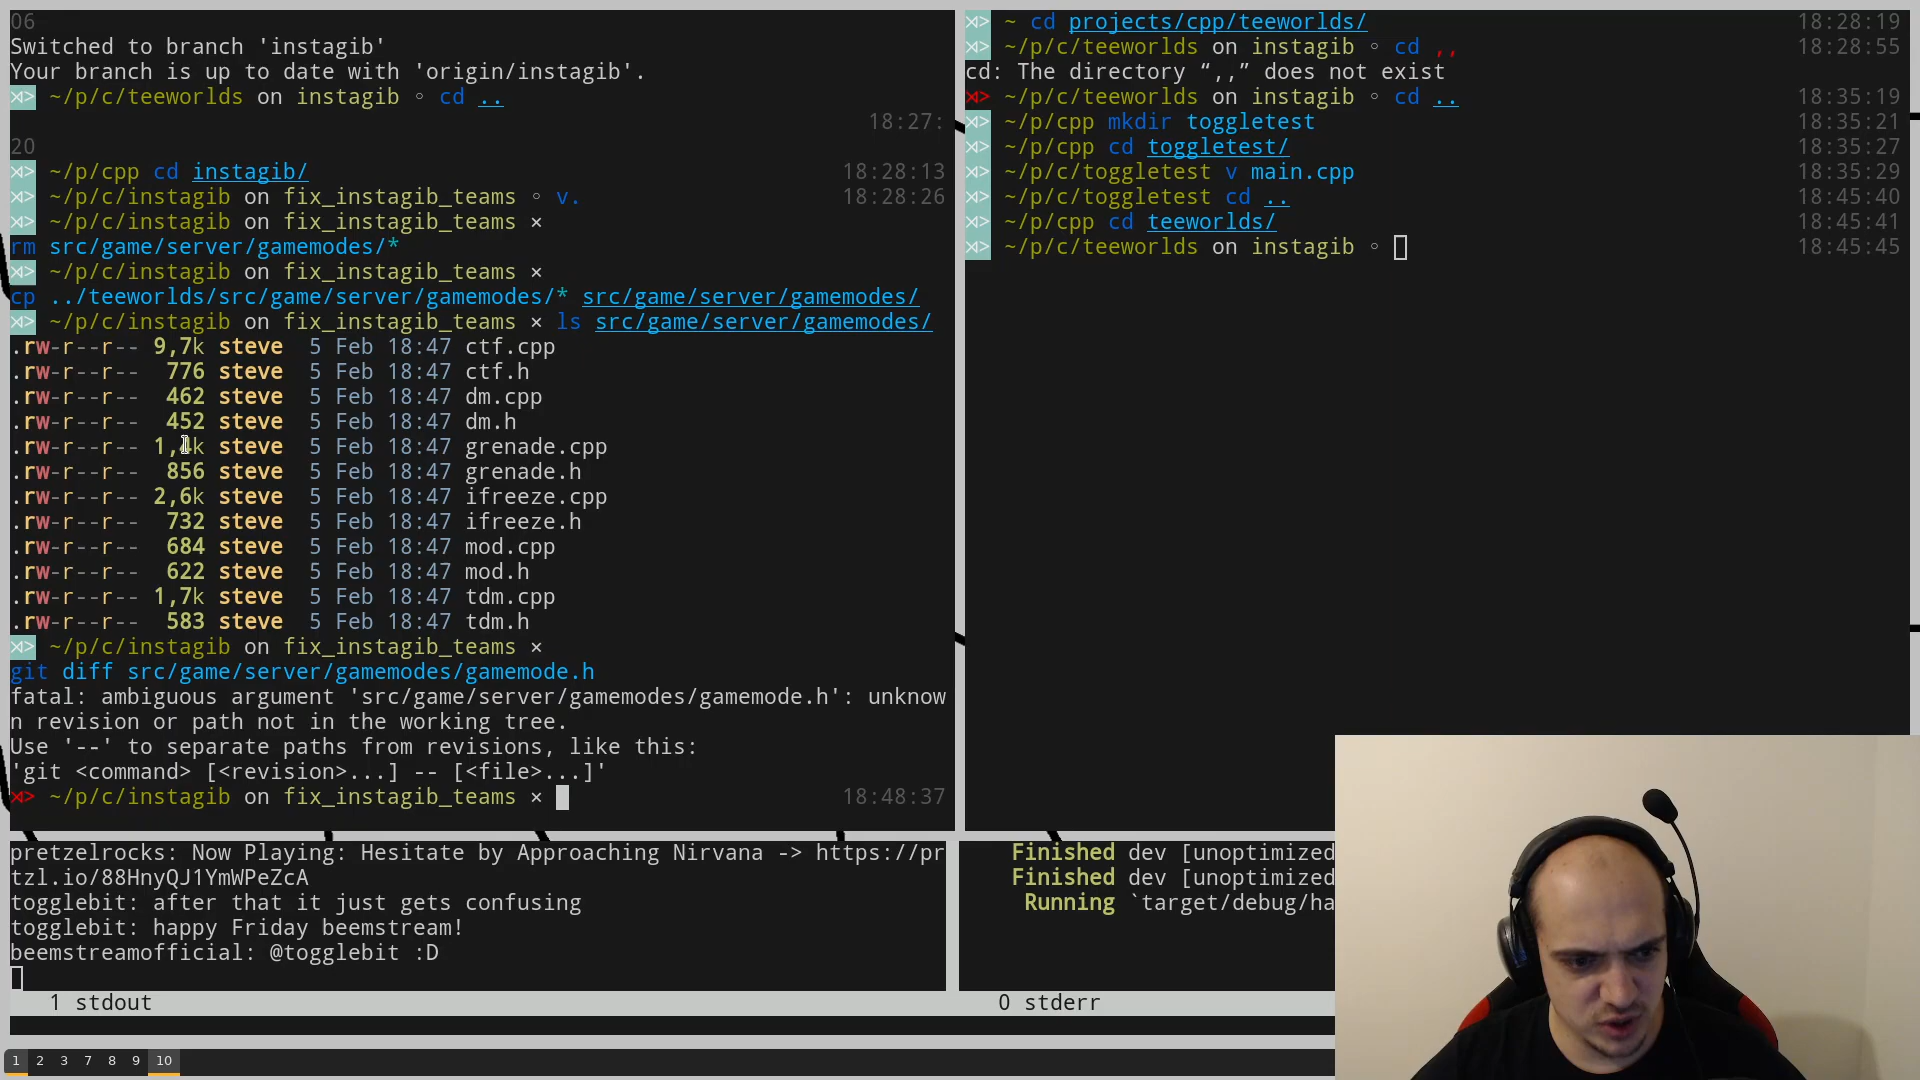 06
Switched to branch 'instagib'
Your branch is up to date with 'origin/instagib'.
⋊> ~/p/c/teeworlds on instagib ◦ cd ..
18:27:
20
⋊> ~/p/cpp cd instagib/ 18:28:13
⋊> ~/p/c/instagib on fix_instagib_teams ◦ v. 18:28:26
⋊> ~/p/c/instagib on fix_instagib_teams ×
rm src/game/server/gamemodes/*
⋊> ~/p/c/instagib on fix_instagib_teams ×
cp ../teeworlds/src/game/server/gamemodes/* src/game/server/gamemodes/
⋊> ~/p/c/instagib on fix_instagib_teams × ls src/game/server/gamemodes/
.rw-r--r-- 9,7k steve 5 Feb 18:47 ctf.cpp
.rw-r--r-- 776 steve 5 Feb 18:47 ctf.h
.rw-r--r-- 462 steve 5 Feb 18:47 dm.cpp
.rw-r--r-- 452 steve 5 Feb 18:47 dm.h
.rw-r--r-- 1,4k steve 5 Feb 18:47 grenade.cpp
.rw-r--r-- 856 steve 5 Feb 18:47 grenade.h
.rw-r--r-- 2,6k steve 5 Feb 18:47 ifreeze.cpp
.rw-r--r-- 732 steve 5 Feb 18:47 ifreeze.h
.rw-r--r-- 684 steve 5 Feb 18:47 mod.cpp
.rw-r--r-- 622 steve 5 Feb 18:47 mod.h
.rw-r--r-- 1,7k steve 5 Feb 18:47 tdm.cpp
.rw-r--r-- 583 steve 5 Feb 18:47 tdm.h
⋊> ~/p/c/instagib on fix_instagib_teams ×
git diff src/game/server/gamemodes/gamemode.h
fatal: ambiguous argument 'src/game/server/gamemodes/gamemode.h': unknow
n revision or path not in the working tree.
Use '--' to separate paths from revisions, like this:
'git <command> [<revision>...] -- [<file>...]'
⋊> ~/p/c/instagib on fix_instagib_teams × 18:48:37
⋊> ~ cd projects/cpp/teeworlds/ 18:28:19
⋊> ~/p/c/teeworlds on instagib ◦ cd ,, 18:28:55
cd: The directory “,,” does not exist
⋊> ~/p/c/teeworlds on instagib ◦ cd .. 18:35:19
⋊> ~/p/cpp mkdir toggletest 18:35:21
⋊> ~/p/cpp cd toggletest/ 18:35:27
⋊> ~/p/c/toggletest v main.cpp 18:35:29
⋊> ~/p/c/toggletest cd .. 18:45:40
⋊> ~/p/cpp cd teeworlds/ 18:45:41
⋊> ~/p/c/teeworlds on instagib ◦ 18:45:45
pretzelrocks: Now Playing: Hesitate by Approaching Nirvana -> https://pr
tzl.io/88HnyQJ1YmWPeZcA
togglebit: after that it just gets confusing
togglebit: happy Friday beemstream!
beemstreamofficial: @togglebit :D
1 stdout
Finished dev [unoptimized
Finished dev [unoptimized
Running `target/debug/ha
0 stderr
1 2 3 7 8 9 10